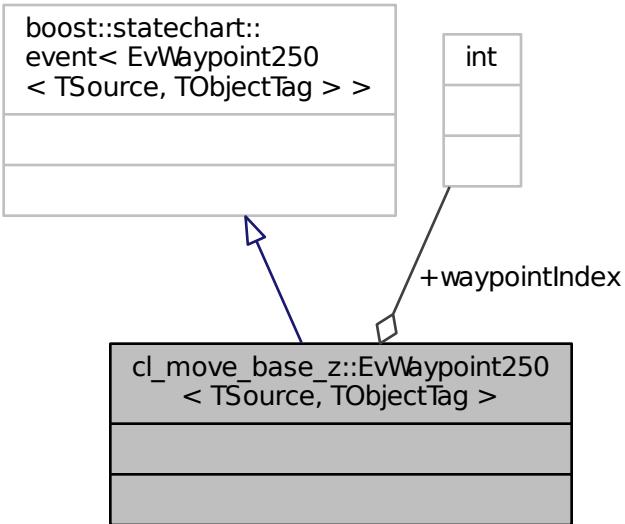 boost::statechart::
event< EvWaypoint250
< TSource, TObjectTag > >
int
+waypointIndex
cl_move_base_z::EvWaypoint250
< TSource, TObjectTag >